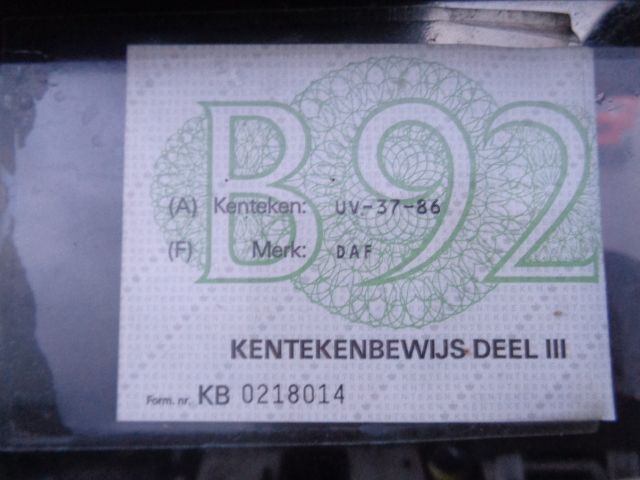 B92
(A) Kenteken: UV-37-86
(F) Merk: DAF
KENTEKENBEWIJS DEEL III
Form. nr. KB 0218014